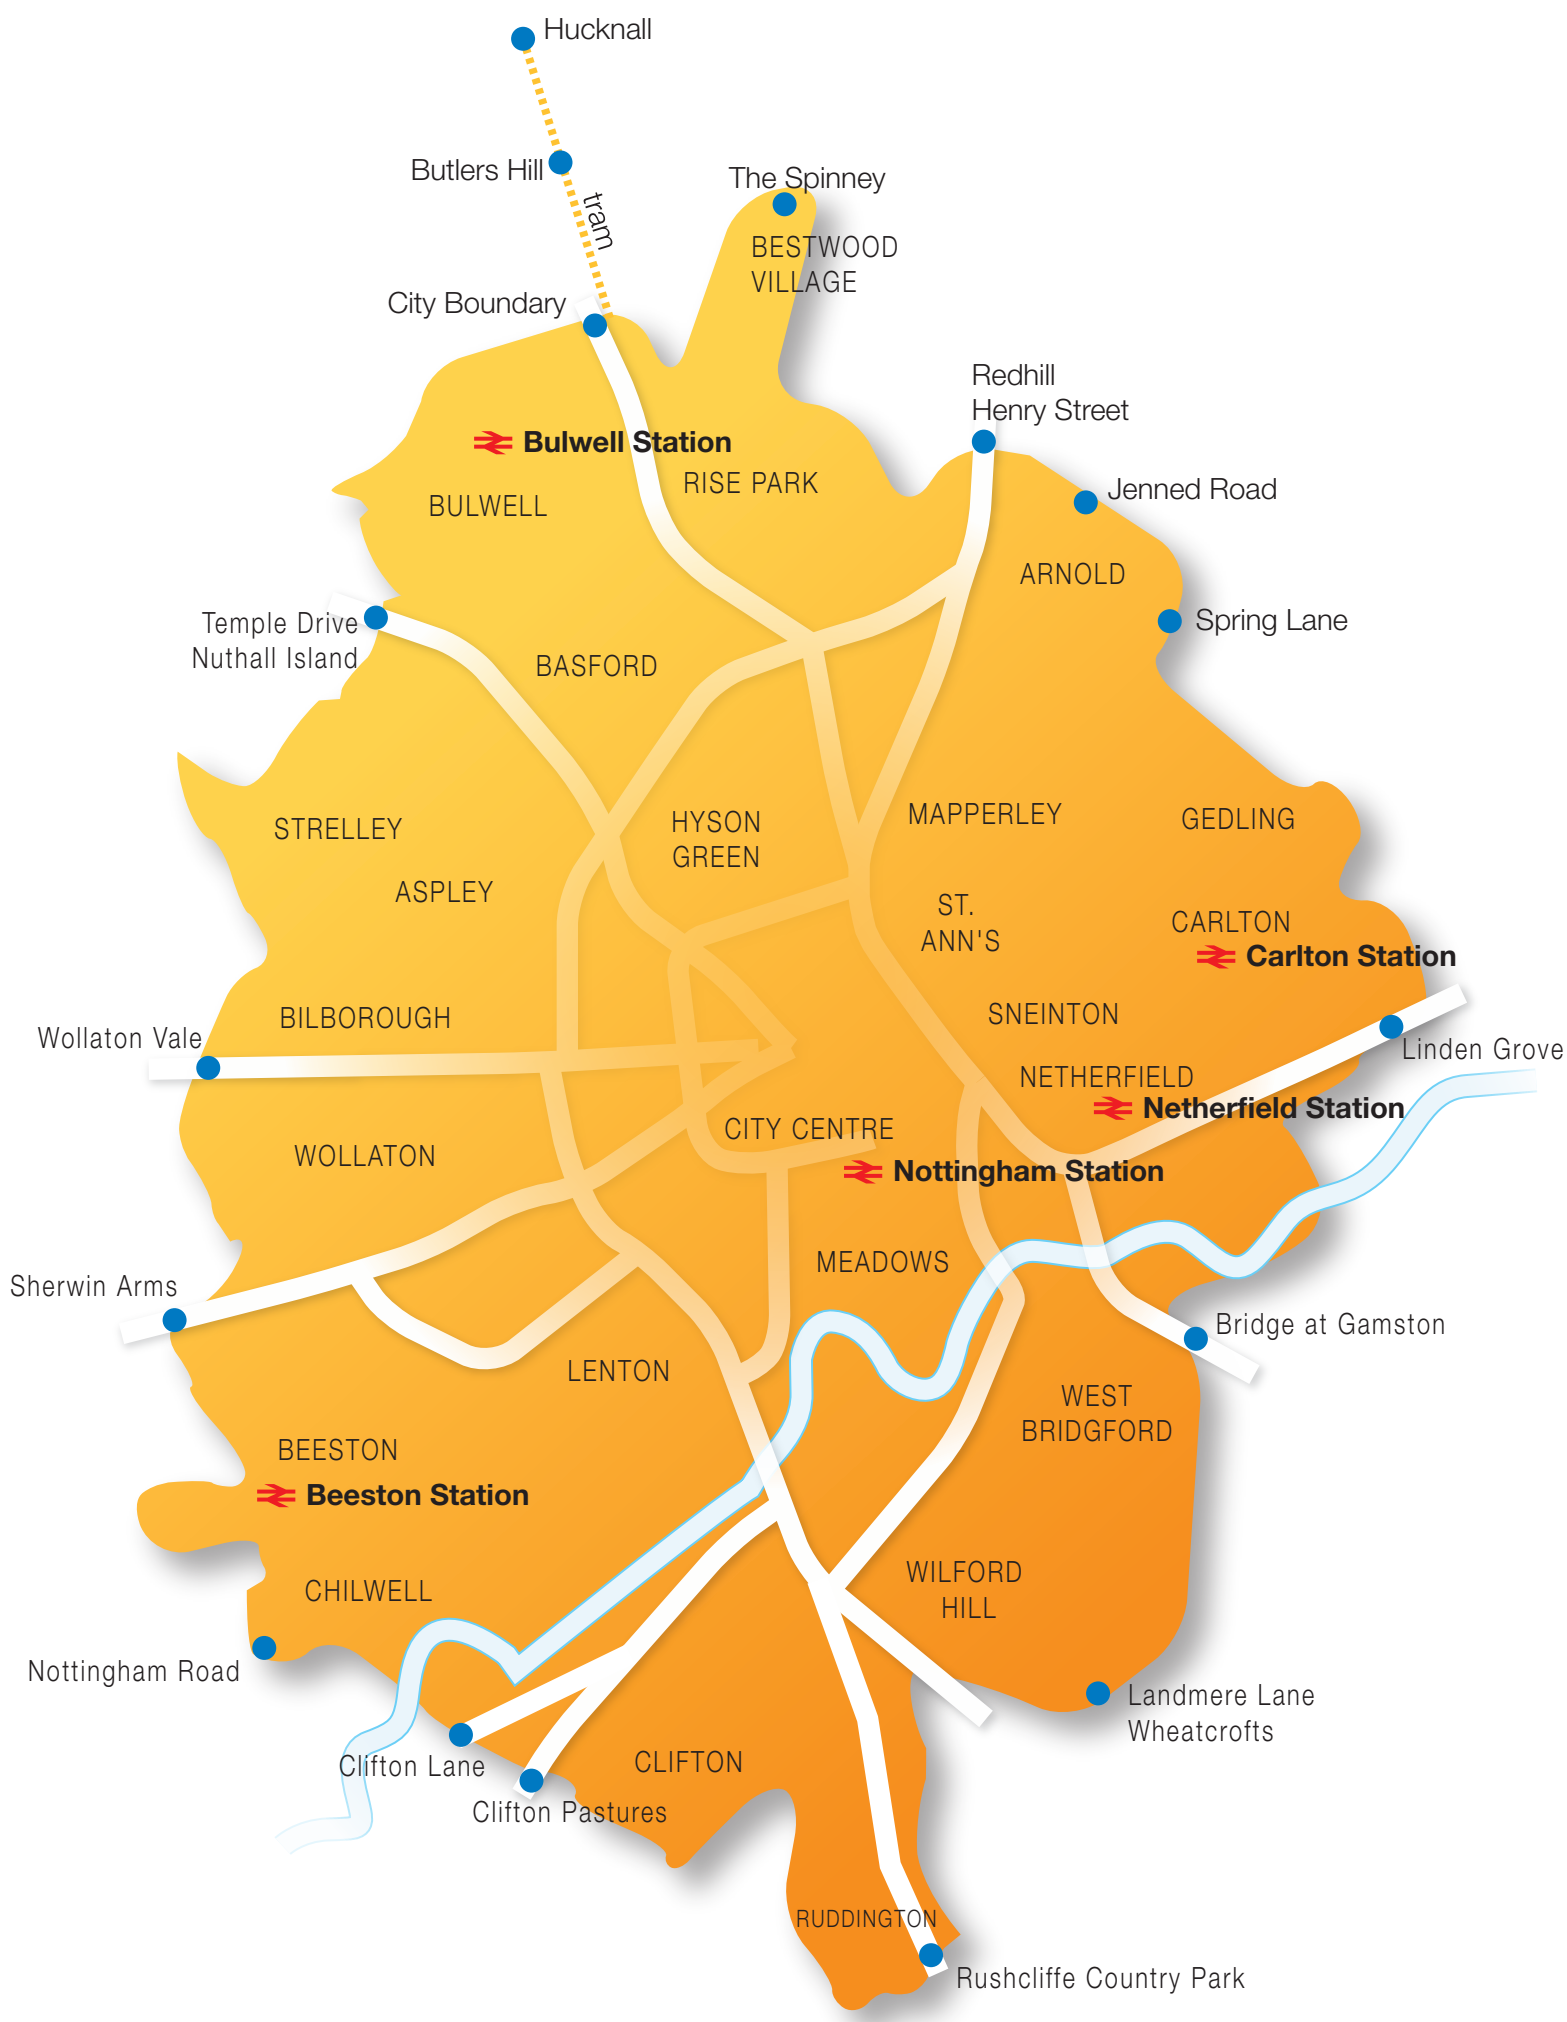 Hucknall
Butlers Hill
tram
The Spinney
BESTWOOD
VILLAGE
City Boundary
Redhill
Henry Street
Bulwell Station
RISE PARK
Jenned Road
BULWELL
ARNOLD
Temple Drive
Nuthall Island
Spring Lane
BASFORD
STRELLEY
HYSON
GREEN
MAPPERLEY
GEDLING
ASPLEY
ST.
ANN'S
CARLTON
Carlton Station
BILBOROUGH
SNEINTON
Wollaton Vale
Linden Grove
NETHERFIELD
Netherfield Station
CITY CENTRE
WOLLATON
Nottingham Station
MEADOWS
Sherwin Arms
Bridge at Gamston
LENTON
WEST
BRIDGFORD
BEESTON
Beeston Station
WILFORD
HILL
CHILWELL
Nottingham Road
Landmere Lane
Wheatcrofts
Clifton Lane
CLIFTON
Clifton Pastures
RUDDINGTON
Rushcliffe Country Park